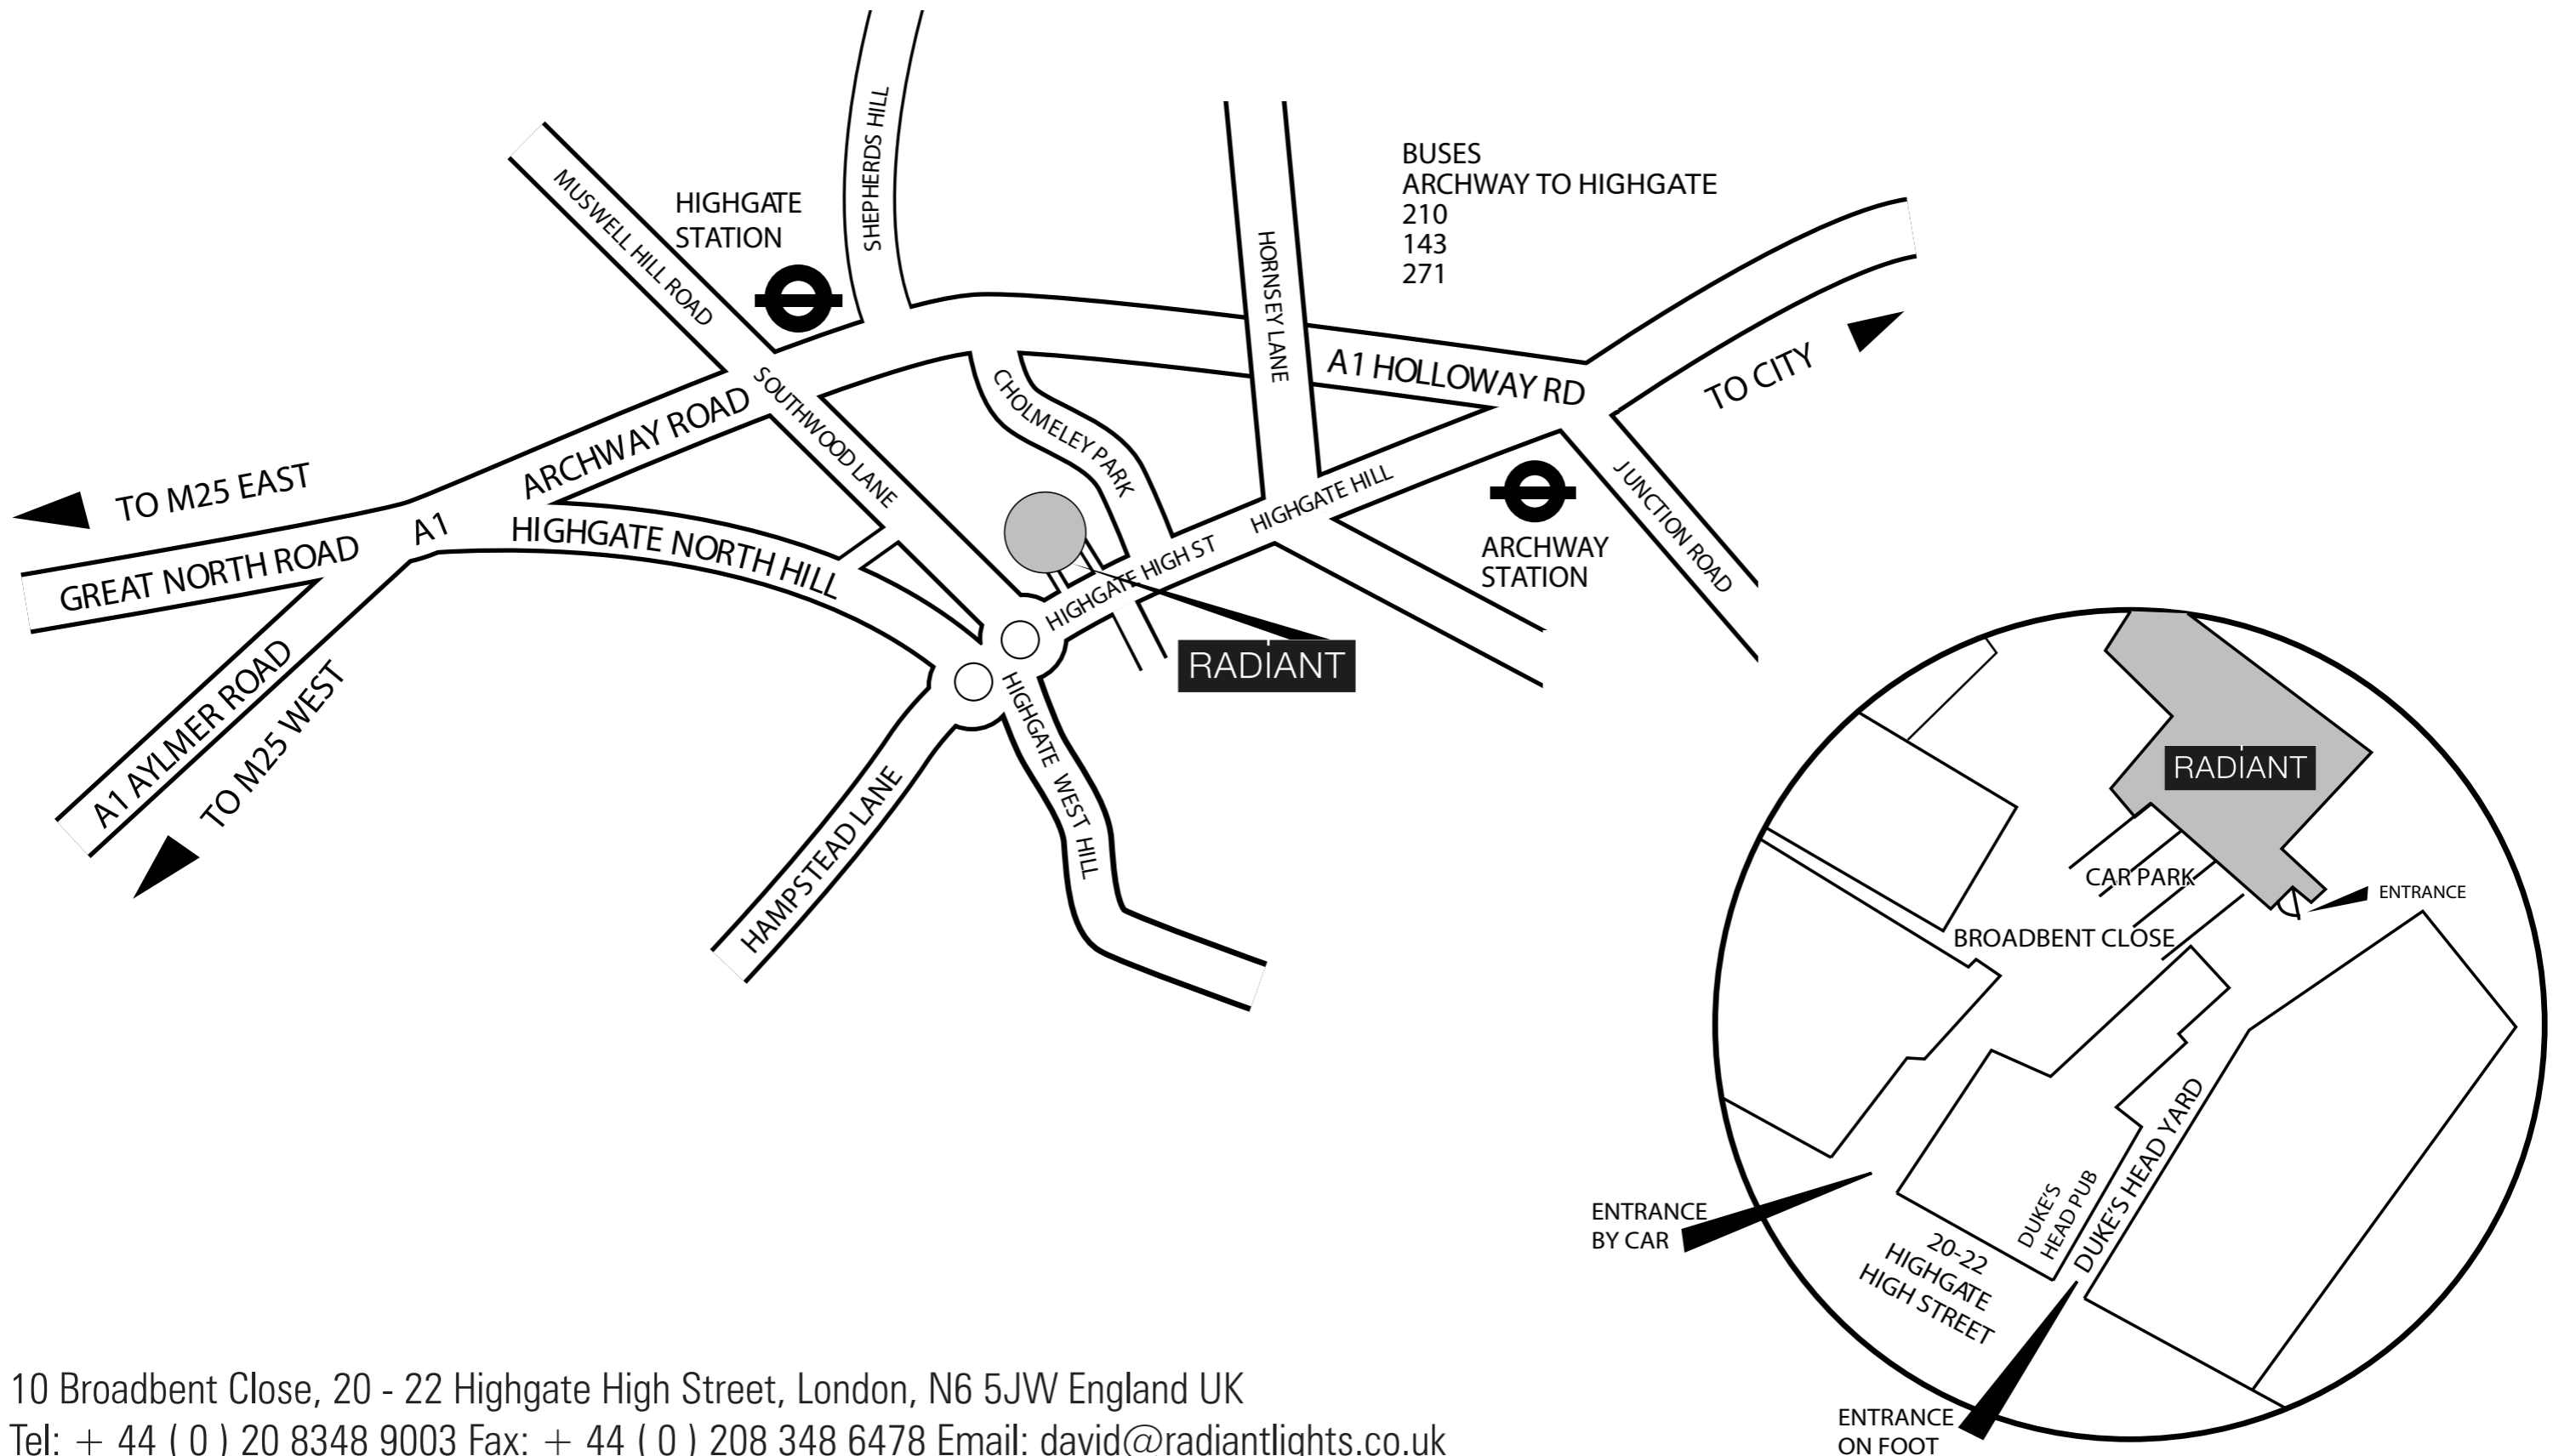 SHEPHERDS HILL
MUSWELL HILL ROAD
HIGHGATE
STATION
BUSES
ARCHWAY TO HIGHGATE
210
143
271
HORNSEY LANE
A1 HOLLOWAY RD
TO CITY
SOUTHWOOD LANE
CHOLMELEY PARK
ARCHWAY ROAD
TO M25 EAST
GREAT NORTH ROAD
A1
HIGHGATE NORTH HILL
HIGHGATE HIGH ST
HIGHGATE HILL
ARCHWAY
STATION
JUNCTION ROAD
RADIANT
A1 AYLMER ROAD
TO M25 WEST
HAMPSTEAD LANE
HIGHGATE WEST HILL
RADIANT
CAR PARK
ENTRANCE
BROADBENT CLOSE
DUKE'S HEAD YARD
DUKE'S
HEAD PUB
ENTRANCE
BY CAR
20-22
HIGHGATE
HIGH STREET
ENTRANCE
ON FOOT
10 Broadbent Close, 20 - 22 Highgate High Street, London, N6 5JW England UK
Tel: + 44 ( 0 ) 20 8348 9003 Fax: + 44 ( 0 ) 208 348 6478 Email: david@radiantlights.co.uk